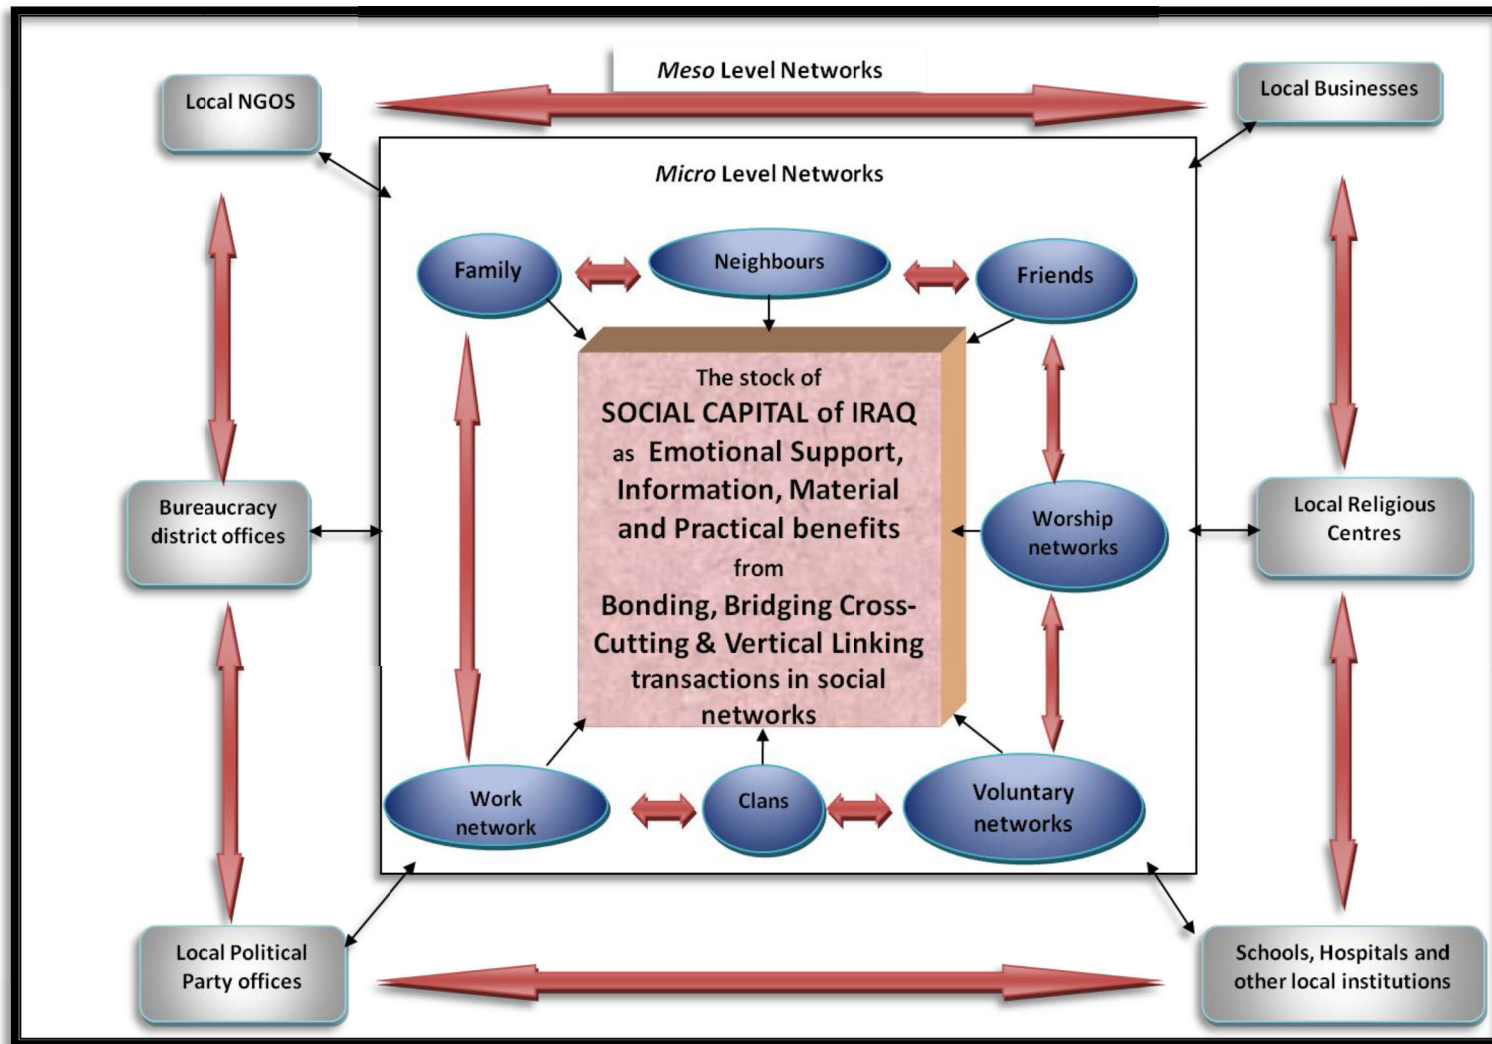 Meso Level Networks
Local NGOS
Local Businesses
Micro Level Networks
Family
Neighbours
Friends
The stock of
SOCIAL CAPITAL of IRAQ
as Emotional Support,
Information, Material
and Practical benefits
from
Bonding, Bridging Cross-
Cutting & Vertical Linking
transactions in social
networks
Bureaucracy
district offices
Worship
networks
Local Religious
Centres
Work
network
Clans
Voluntary
networks
Local Political
Party offices
Schools, Hospitals and
other local institutions